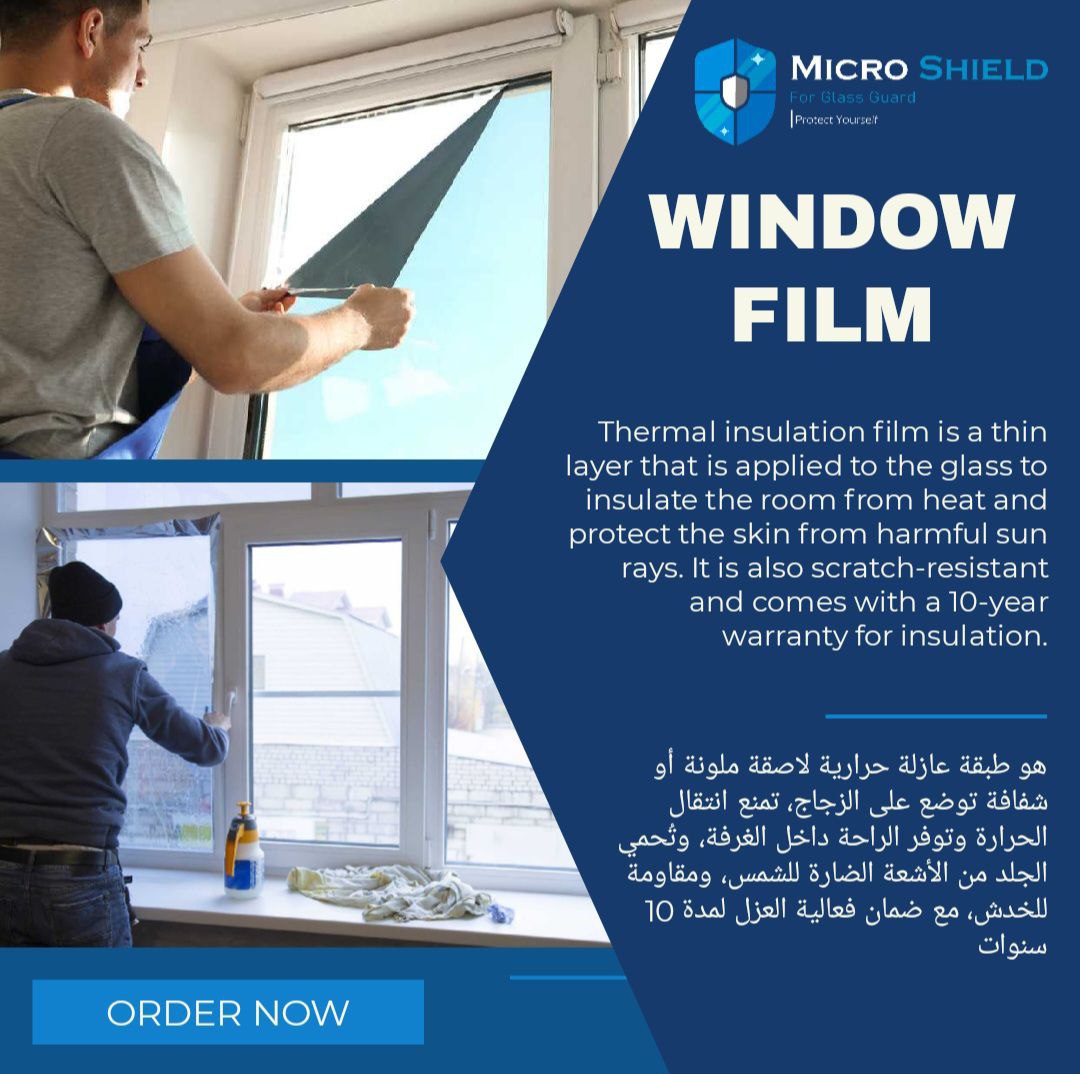 MICRO SHIELD
For Glass Guard
Protect Yourself
WINDOW
FILM
Thermal insulation film is a thin
layer that is applied to the glass to
insulate the room from heat and
protect the skin from harmful sun
rays. It is also scratch-resistant
and comes with a 10-year
warranty for insulation.
هو طبقة عازلة حرارية لاصقة ملونة أو
شفافة توضع على الزجاج، تمنع انتقال
الحرارة وتوفر الراحة داخل الغرفة، وتُحمي
الجلد من الأشعة الضارة للشمس، ومقاومة
للخدش، مع ضمان فعالية العزل لمدة 10
سنوات
ORDER NOW